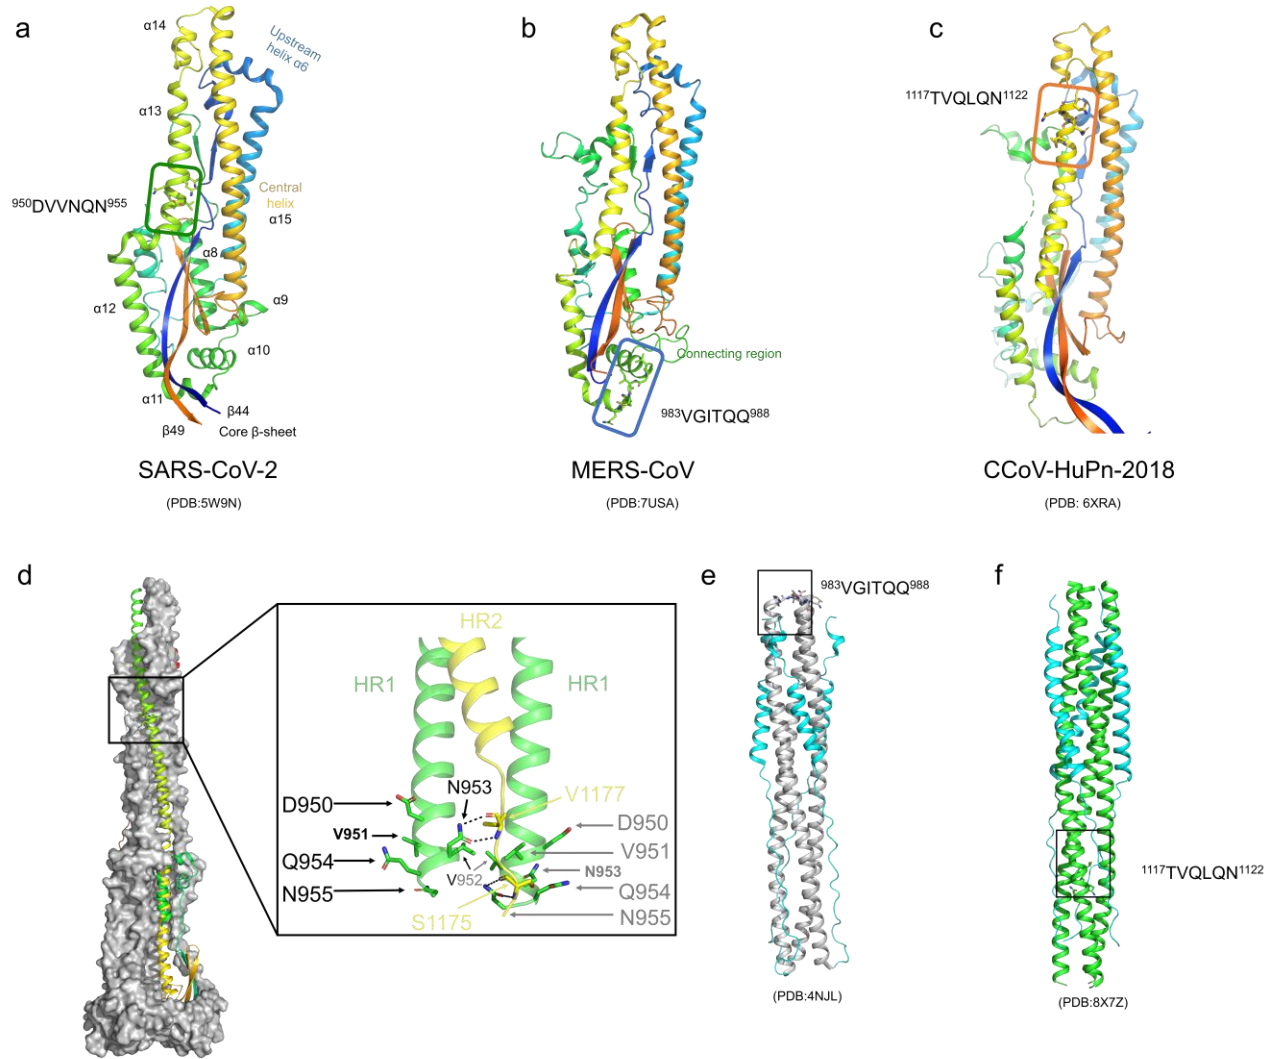 a
α14
Upstream
helix α6
α13
950DVVNQN955
Central
helix
α15
α8
α12
α9
α10
α11
β44
β49
Core β-sheet
SARS-CoV-2
(PDB:5W9N)
b
Connecting region
983VGITQQ988
MERS-CoV
(PDB:7USA)
c
1117TVQLQN1122
CCoV-HuPn-2018
(PDB: 6XRA)
d
HR2
HR1
HR1
N953
V1177
D950
D950
V951
V951
Q954
V952
N953
Q954
N955
S1175
N955
e
983VGITQQ988
(PDB:4NJL)
f
1117TVQLQN1122
(PDB:8X7Z)